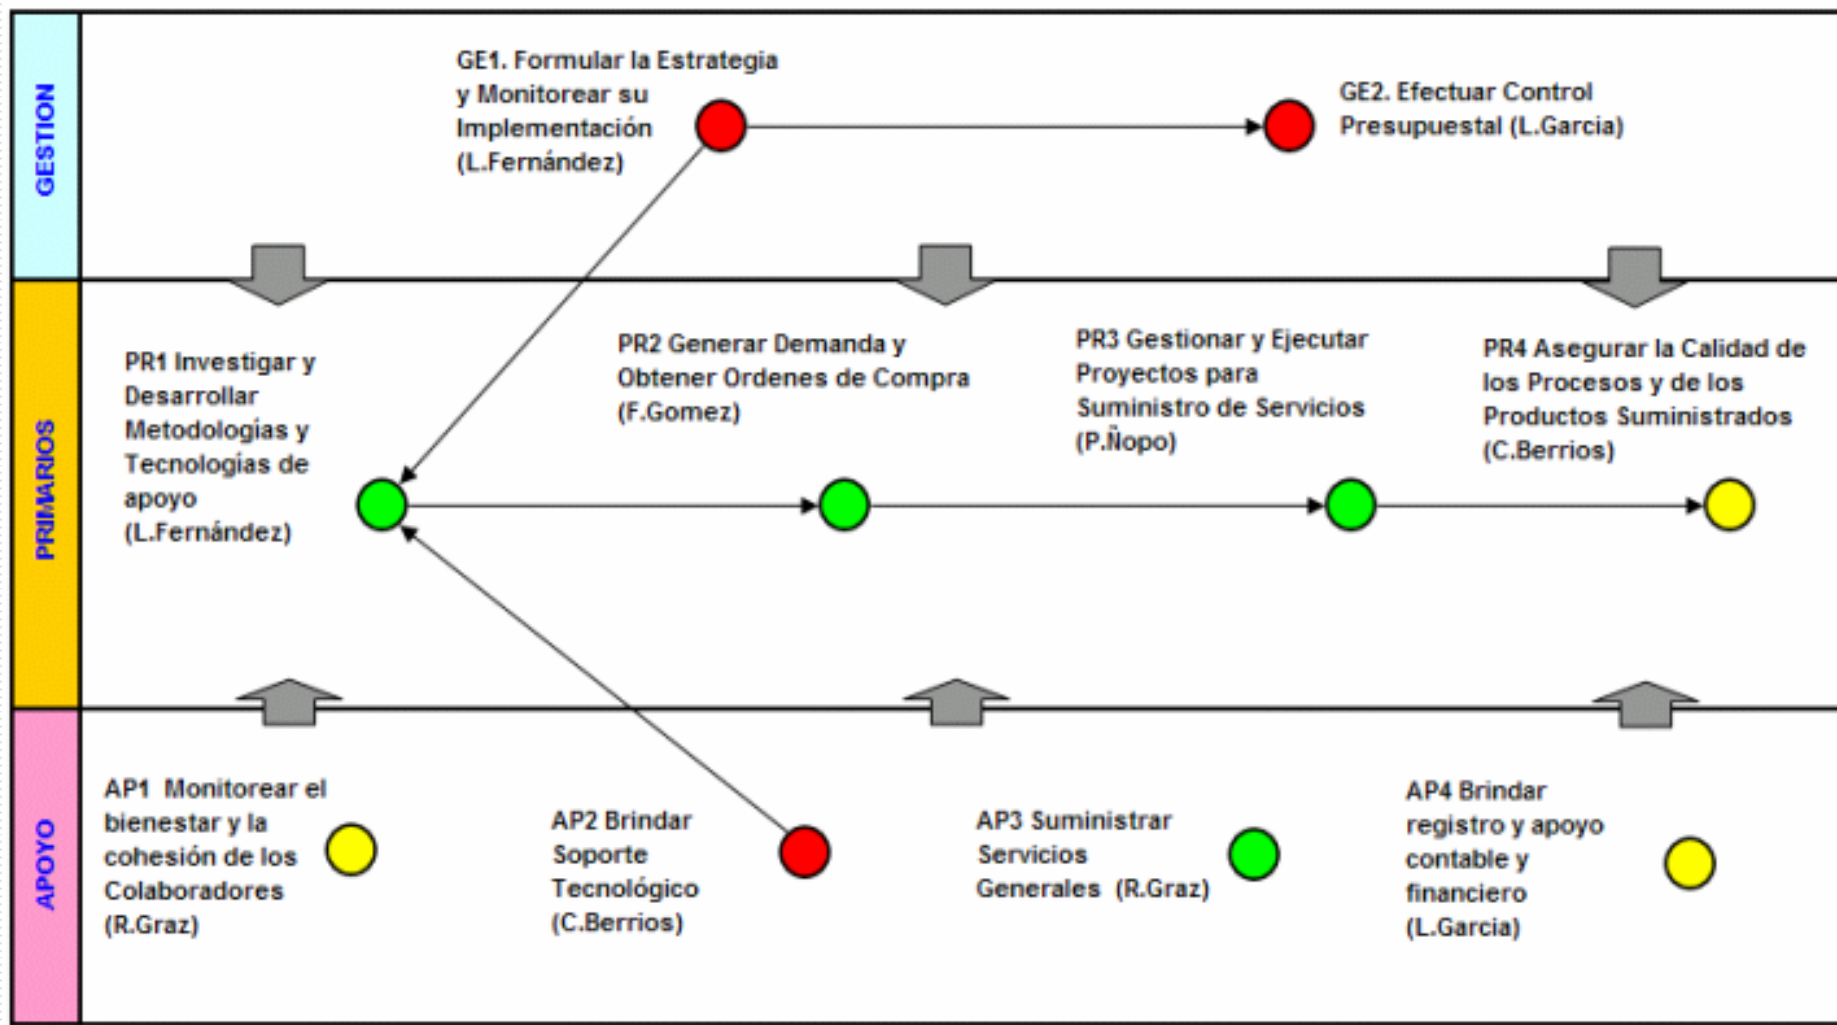 GESTION
GE1. Formular la Estrategia
y Monitorear su
Implementación
(L.Fernández)
GE2. Efectuar Control
Presupuestal (L.Garcia)
PRIMARIOS
PR1 Investigar y
Desarrollar
Metodologías y
Tecnologías de
apoyo
(L.Fernández)
PR2 Generar Demanda y
Obtener Ordenes de Compra
(F.Gomez)
PR3 Gestionar y Ejecutar
Proyectos para
Suministro de Servicios
(P.Ñopo)
PR4 Asegurar la Calidad de
los Procesos y de los
Productos Suministrados
(C.Berrios)
APOYO
AP1 Monitorear el
bienestar y la
cohesión de los
Colaboradores
(R.Graz)
AP2 Brindar
Soporte
Tecnológico
(C.Berrios)
AP3 Suministrar
Servicios
Generales (R.Graz)
AP4 Brindar
registro y apoyo
contable y
financiero
(L.Garcia)